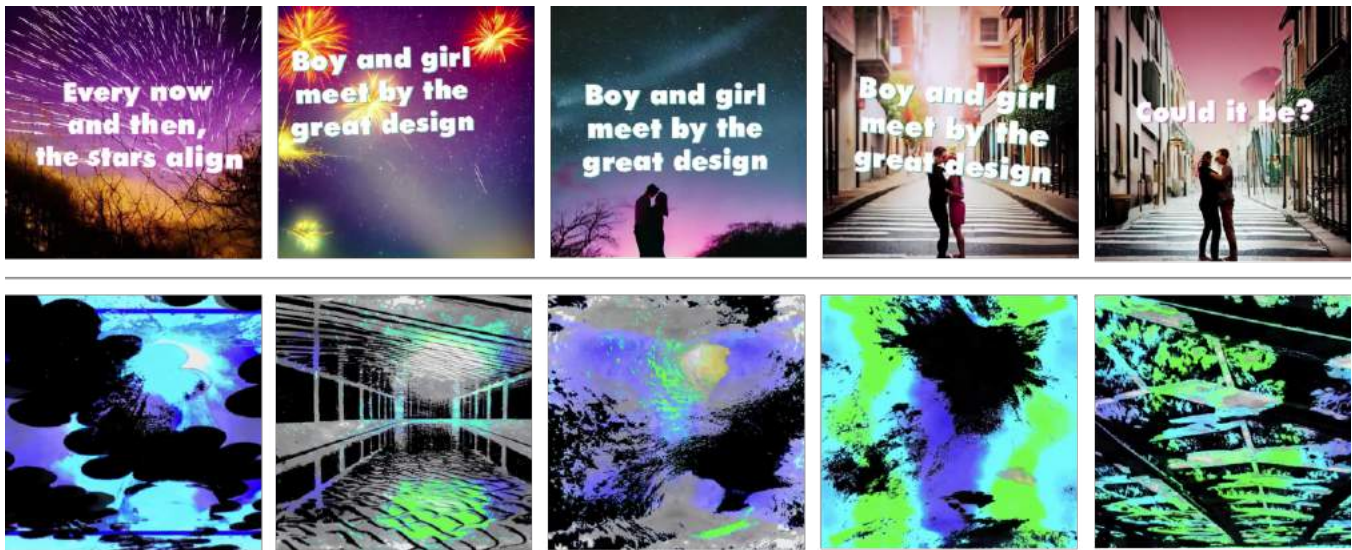 Every now
and then,
the stars align
Boy and girl
meet by the
great design
Boy and girl
meet by the
great design
Boy and girl
meet by the
great design
Could it be?